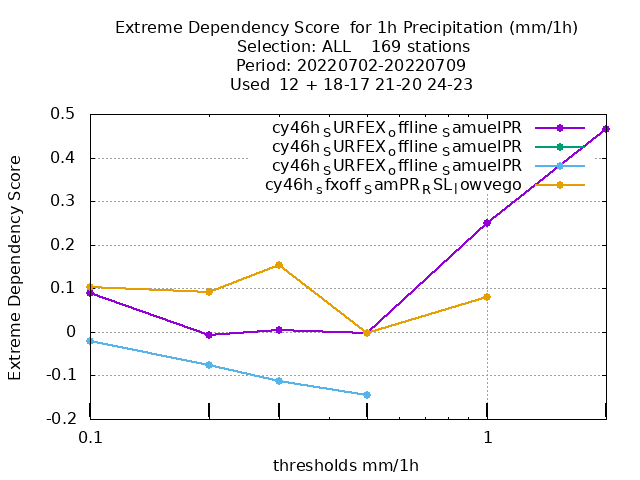 Extreme Dependency Score  for 1h Precipitation (mm/1h)
Selection: ALL    169 stations
Period: 20220702-20220709
Used  12 + 18-17 21-20 24-23
cy46h_SURFEX_offline_SamuelPR
cy46h_SURFEX_offline_SamuelPR
cy46h_SURFEX_offline_SamuelPR
cy46h_sfxoff_SamPR_RSL_lowvego
Extreme Dependency Score
0.5
0.4
0.3
0.2
0.1
0
-0.1
-0.2
0.1 1
thresholds mm/1h